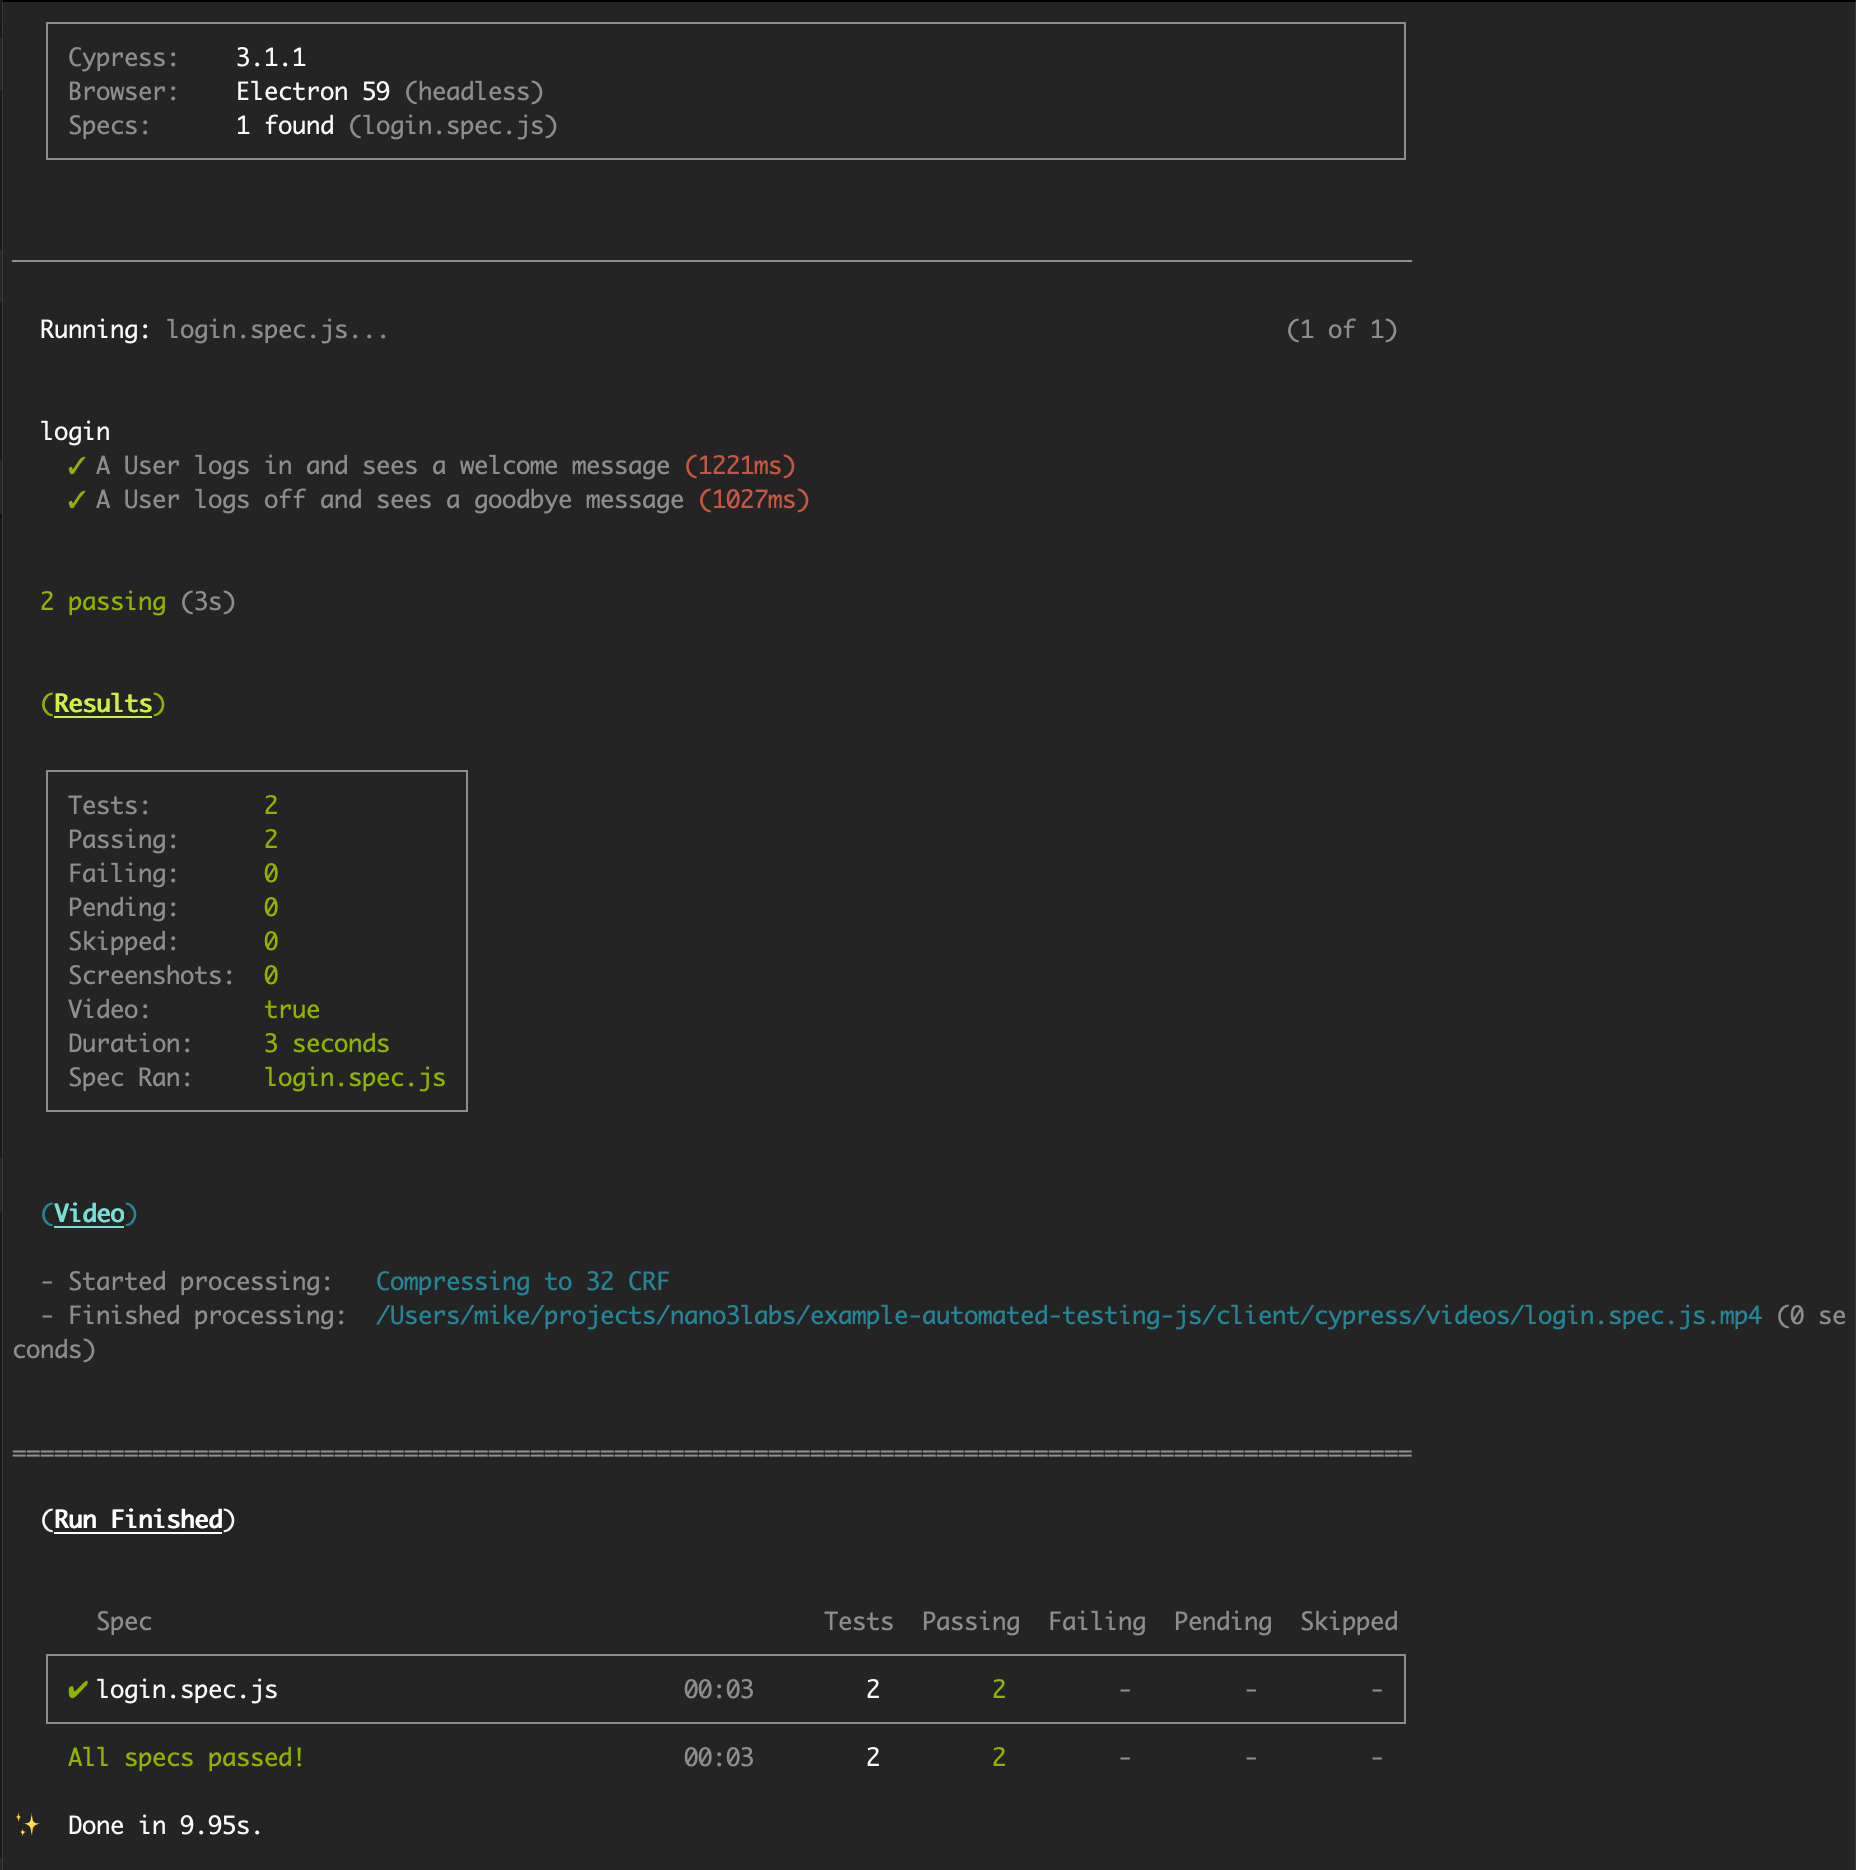 Cypress: 3.1.1
Browser: Electron 59 (headless)
Specs: 1 found (login.spec.js)
Running: login.spec.js... (1 of 1)
login
✓ A User logs in and sees a welcome message (1221ms)
✓ A User logs off and sees a goodbye message (1027ms)
2 passing (3s)
(Results)
Tests: 2
Passing: 2
Failing: 0
Pending: 0
Skipped: 0
Screenshots: 0
Video: true
Duration: 3 seconds
Spec Ran: login.spec.js
(Video)
- Started processing: Compressing to 32 CRF
- Finished processing: /Users/mike/projects/nano3labs/example-automated-testing-js/client/cypress/videos/login.spec.js.mp4 (0 se
conds)
(Run Finished)
Spec Tests Passing Failing Pending Skipped
✔ login.spec.js 00:03 2 2 - - -
All specs passed! 00:03 2 2 - - -
✨ Done in 9.95s.